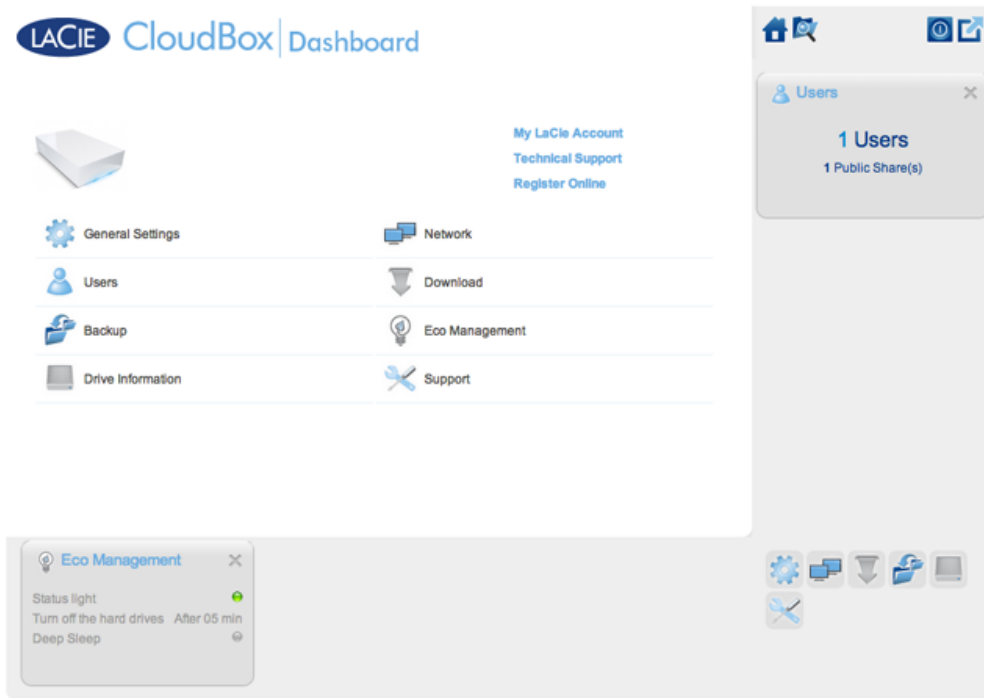 LACIE CloudBox Dashboard
My LaCie Account
Technical Support
Register Online
General Settings
Network
Users
Download
Backup
Eco Management
Drive Information
Support
Users
1 Users
1 Public Share(s)
Eco Management
Status light
Turn off the hard drives After 05 min
Deep Sleep